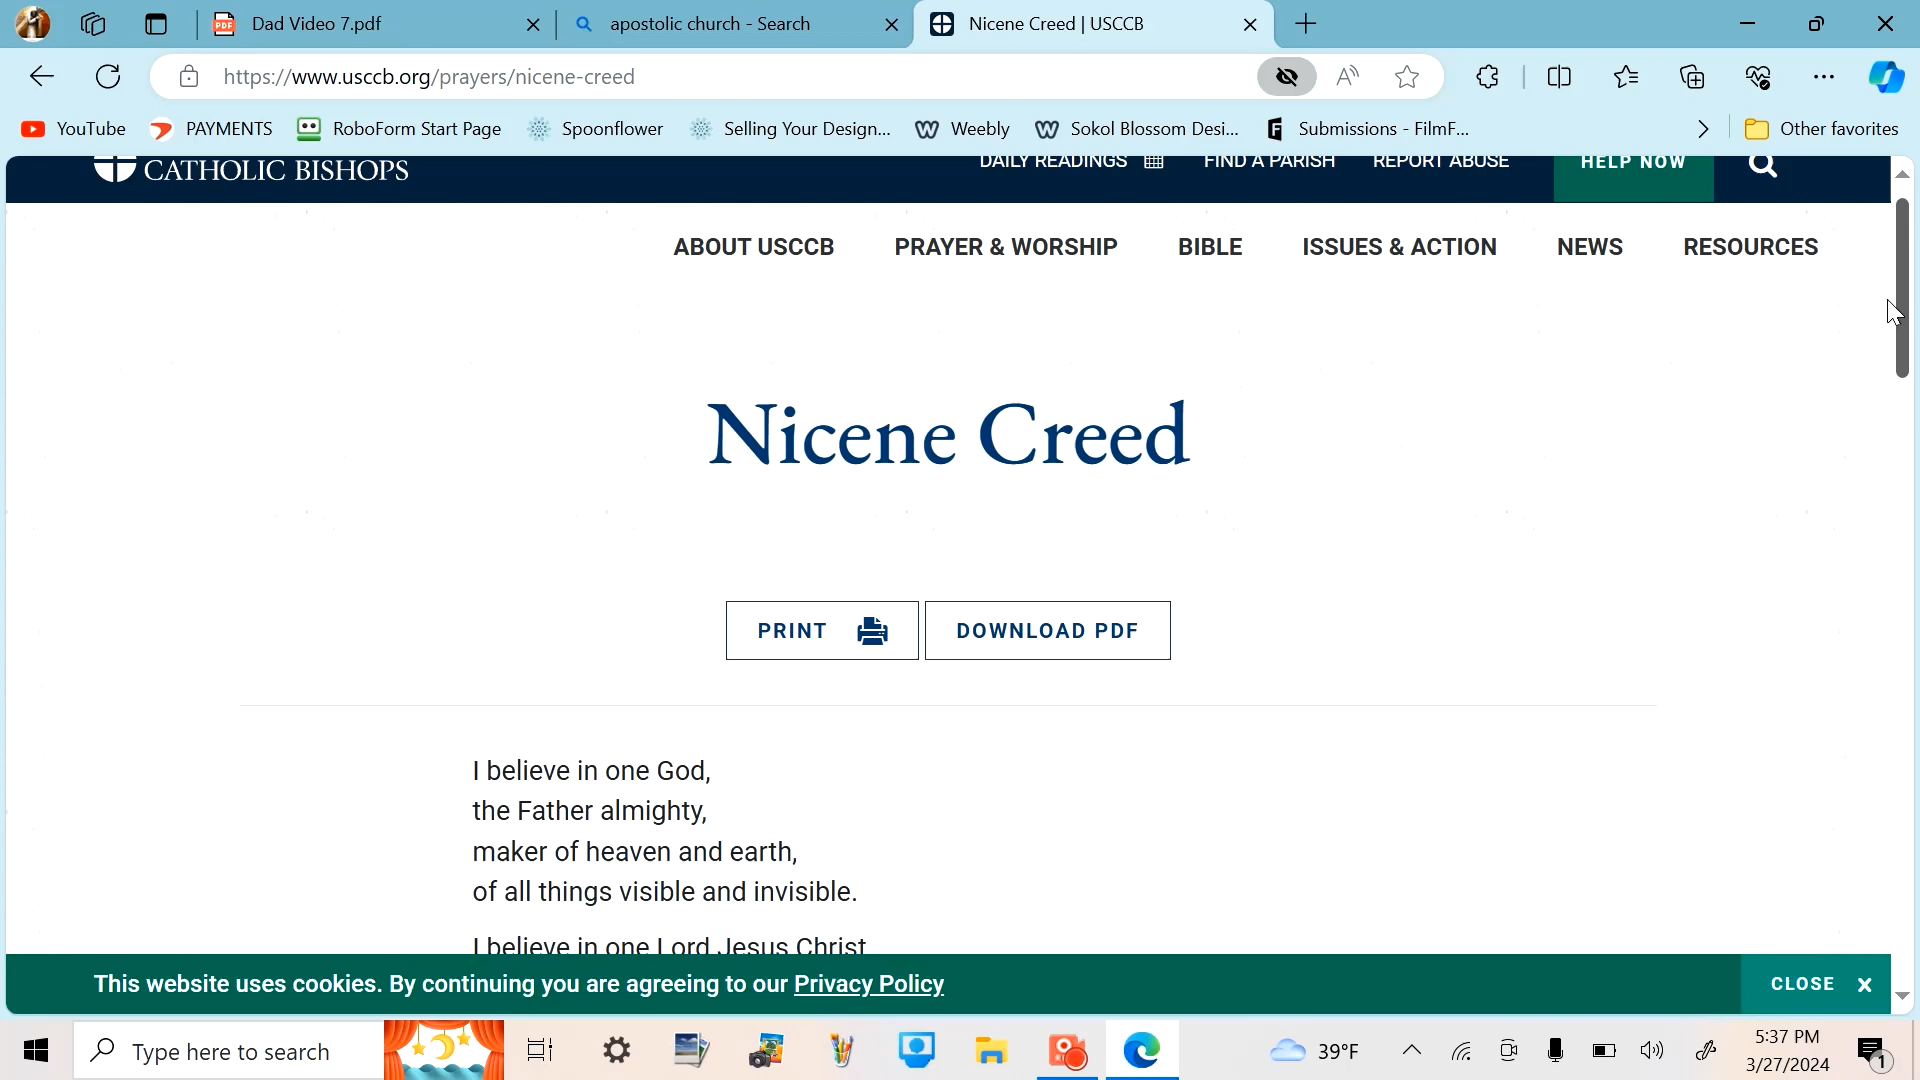 Dad Video 7.pdf
apostolic church - Search
Nicene Creed | USCCB
https://www.usccb.org/prayers/nicene-creed
YouTube
PAYMENTS
RoboForm Start Page
Spoonflower
Selling Your Design...
Weebly
Sokol Blossom Desi...
Submissions - FilmF...
Other favorites
CATHOLIC BISHOPS
DAILY READINGS
FIND A PARISH
REPORT ABUSE
HELP NOW
ABOUT USCCB
PRAYER & WORSHIP
BIBLE
ISSUES & ACTION
NEWS
RESOURCES
Nicene Creed
PRINT
DOWNLOAD PDF
I believe in one God,
the Father almighty,
maker of heaven and earth,
of all things visible and invisible.
I believe in one Lord Jesus Christ
This website uses cookies. By continuing you are agreeing to our Privacy Policy
CLOSE x
Type here to search
39°F
5:37 PM
3/27/2024
1